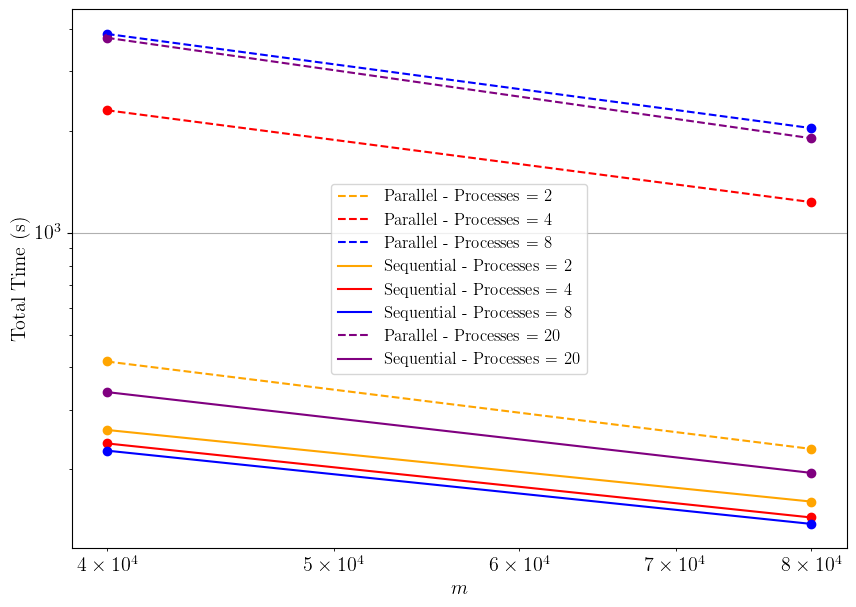 Total Time (s)
10³
Parallel - Processes = 2
Parallel - Processes = 4
Parallel - Processes = 8
Sequential - Processes = 2
Sequential - Processes = 4
Sequential - Processes = 8
Parallel - Processes = 20
Sequential - Processes = 20
4 × 10⁴ 5 × 10⁴ 6 × 10⁴ 7 × 10⁴ 8 × 10⁴
m